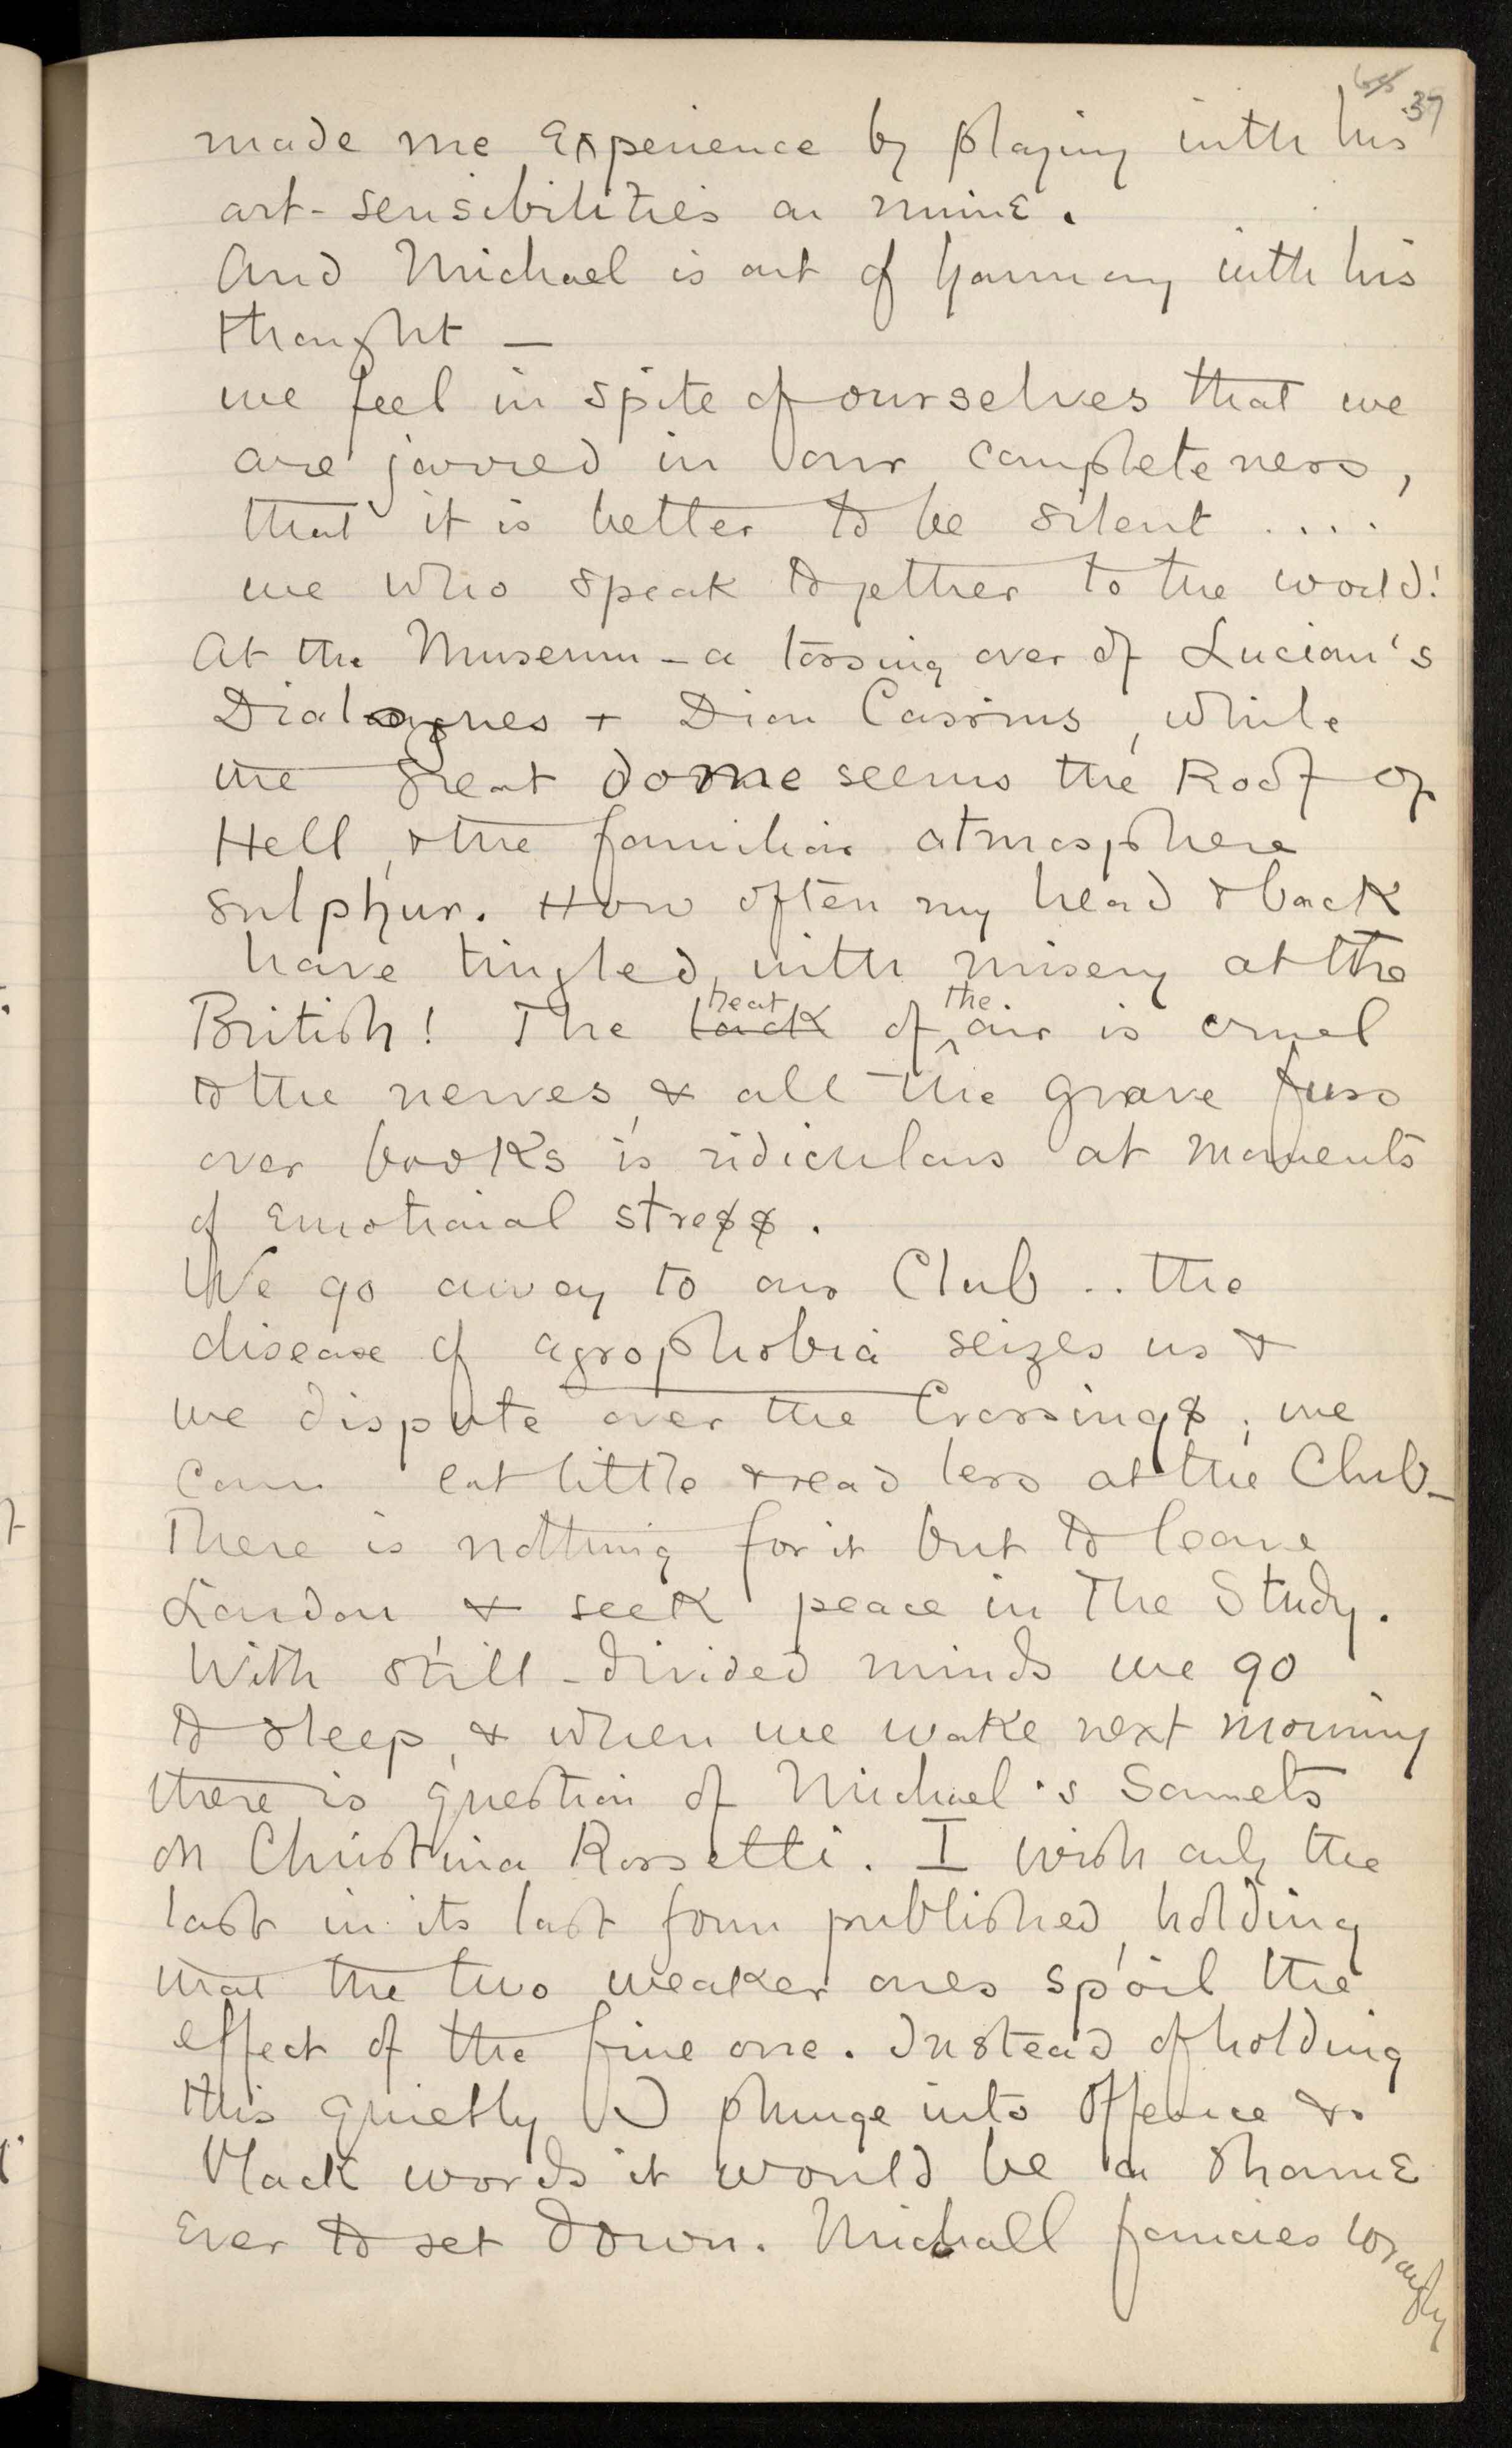 37
made me experience by playing with his
art-sensibilities on mine.
And Michael is out of harmony with his
thought —
we feel in spite of ourselves that we
are jarred in our completeness,
that it is better to be silent ....
we who speak together to the world!
At the Museum - a tossing over of Lucian's
Dialogues + Dion Cassius, while
the great dome seems the Roof of
Hell, & the familiar atmosphere
sulphur. How often my head & back
have tingled with misery at the
British! The lack heat of the air is cruel
to the nerves, & all the grave fuss
over books is ridiculous at moments
of emotional stress.
We go away to our Club .. the
disease of agrophobia seizes us &
we dispute over the Crossings; we
can eat little & read less at the Club_
There is nothing for it but to leave
London & seek peace in The Study.
With still-divided minds we go
to sleep, & when we wake next morning
there is question of Michael's Sonnets
on Christina Rossetti. I wish only the
last in its last form published, holding
that the two weaker ones spoil the
effect of the fine one. Instead of holding
this quietly I plunge into offence &
black words it would be a shame
ever to set down. Michael fancies wrongly